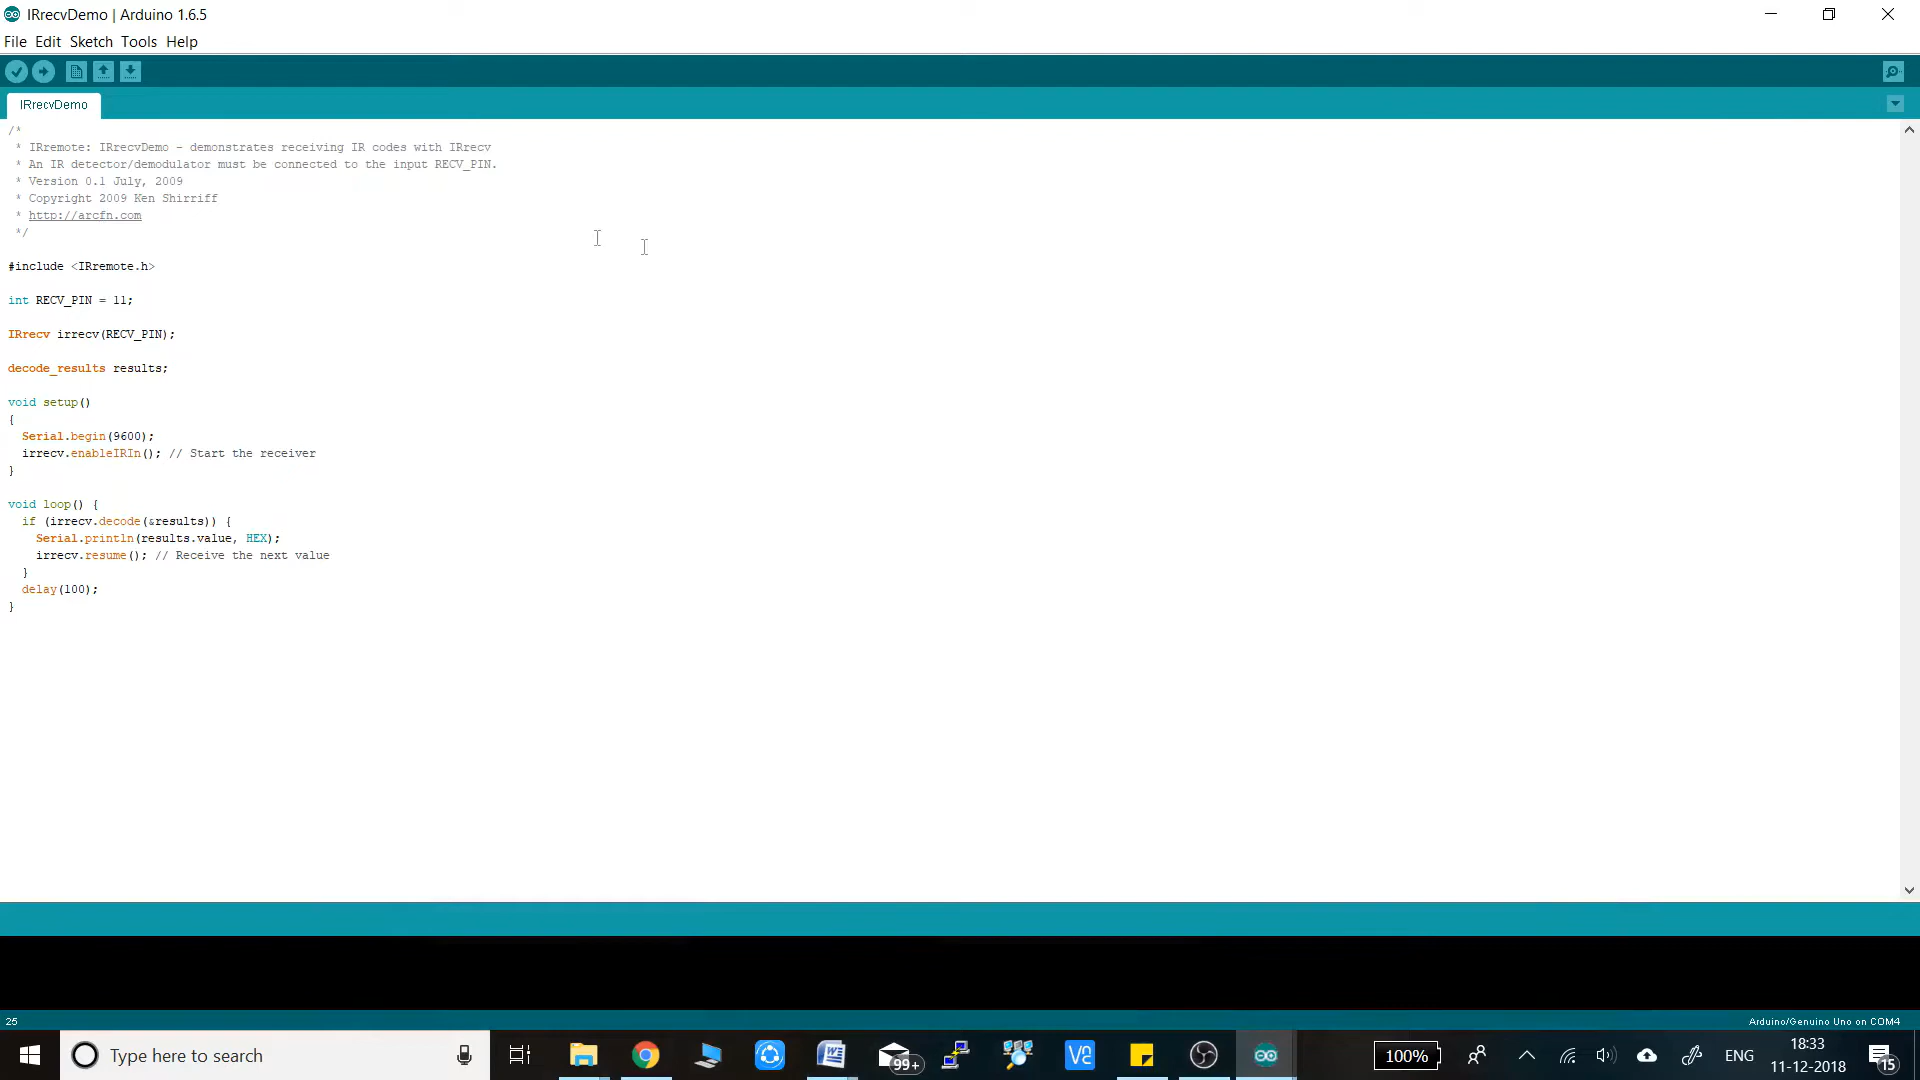 IRrecvDemo | Arduino 1.6.5
File Edit Sketch Tools Help
IRrecvDemo
/*
 * IRremote: IRrecvDemo - demonstrates receiving IR codes with IRrecv
 * An IR detector/demodulator must be connected to the input RECV_PIN.
 * Version 0.1 July, 2009
 * Copyright 2009 Ken Shirriff
 * http://arcfn.com
 */
#include <IRremote.h>
int RECV_PIN = 11;
IRrecv irrecv(RECV_PIN);
decode_results results;
void setup()
{
  Serial.begin(9600);
  irrecv.enableIRIn(); // Start the receiver
}
void loop() {
  if (irrecv.decode(&results)) {
    Serial.println(results.value, HEX);
    irrecv.resume(); // Receive the next value
  }
  delay(100);
}
25
Arduino/Genuino Uno on COM4
Type here to search
99+
100%
ENG
18:33
11-12-2018
15